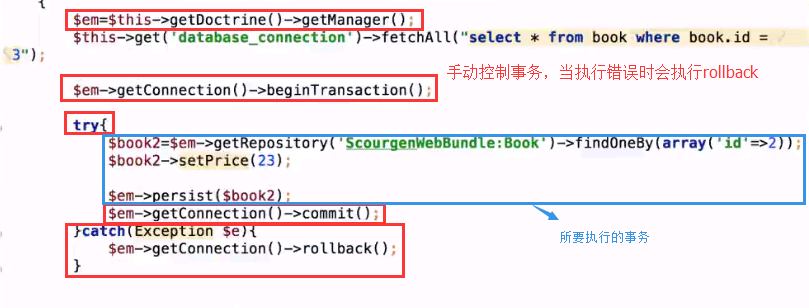 {
$em=$this->getDoctrine()->getManager();
$this->get('database_connection')->fetchAll("select * from book where book.id =
3");
手动控制事务，当执行错误时会执行rollback
$em->getConnection()->beginTransaction();
try{
$book2=$em->getRepository('ScourgenWebBundle:Book')->findOneBy(array('id'=>2));
$book2->setPrice(23);
$em->persist($book2);
$em->getConnection()->commit();
}catch(Exception $e){
所要执行的事务
$em->getConnection()->rollback();
}